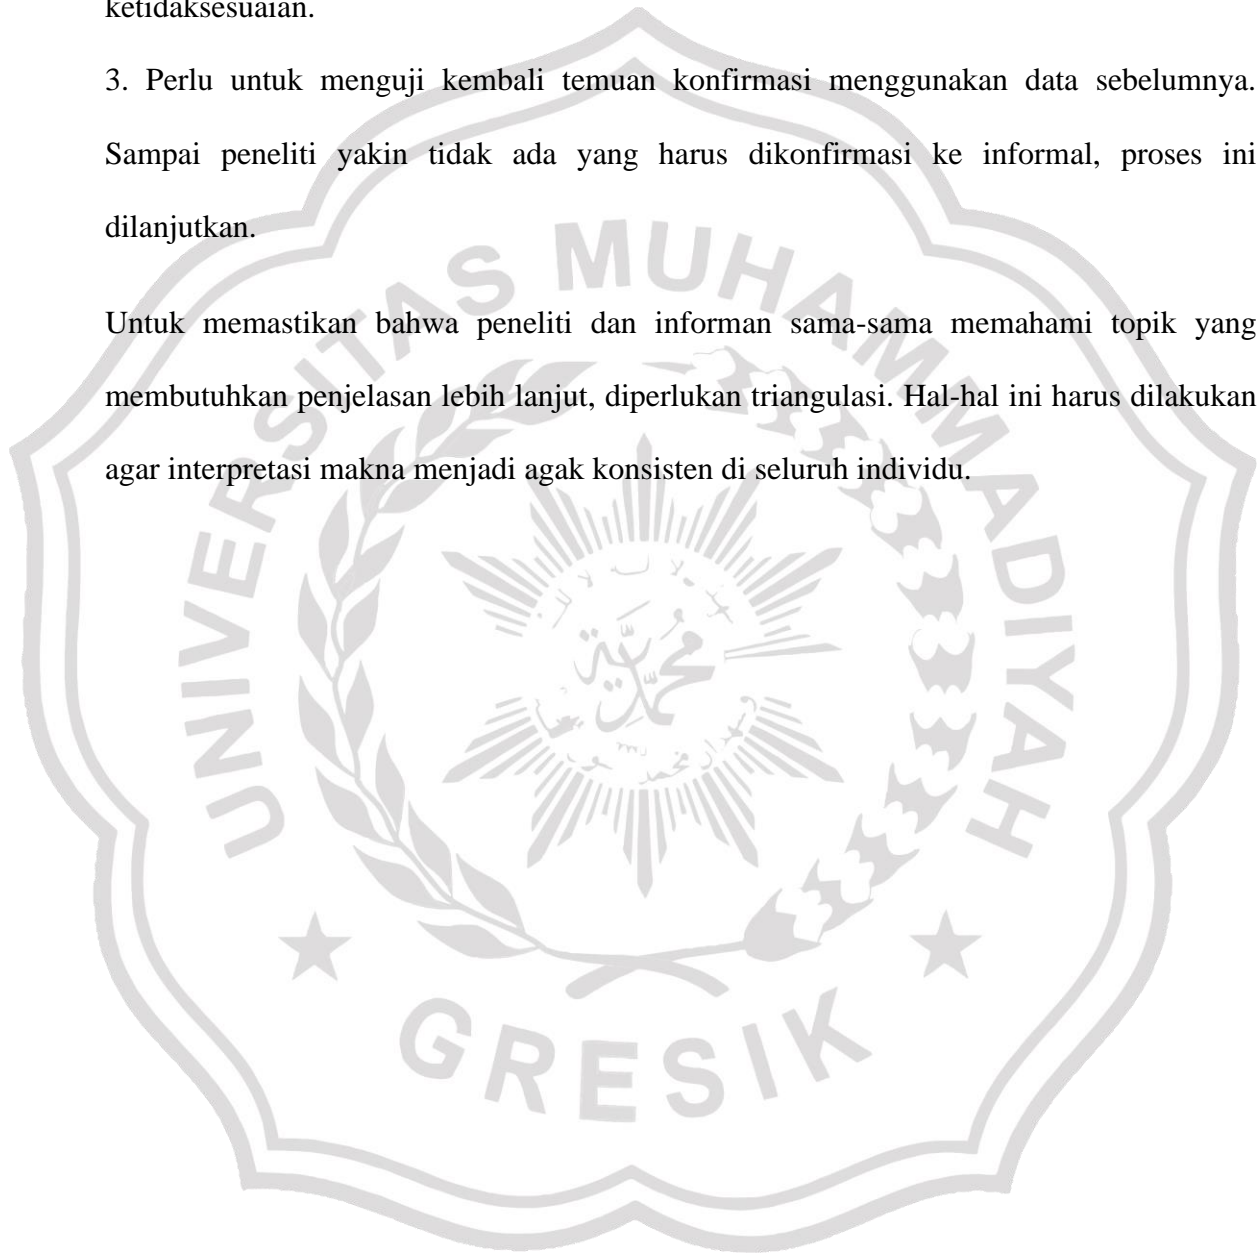 ketidaksesuaian.
3. Perlu untuk menguji kembali temuan konfirmasi menggunakan data sebelumnya.
Sampai peneliti yakin tidak ada yang harus dikonfirmasi ke informal, proses ini
dilanjutkan.
Untuk memastikan bahwa peneliti dan informan sama-sama memahami topik yang
membutuhkan penjelasan lebih lanjut, diperlukan triangulasi. Hal-hal ini harus dilakukan
agar interpretasi makna menjadi agak konsisten di seluruh individu.
UNIVERSITAS MUHAMMADIYAH
محمدية
GRESIK